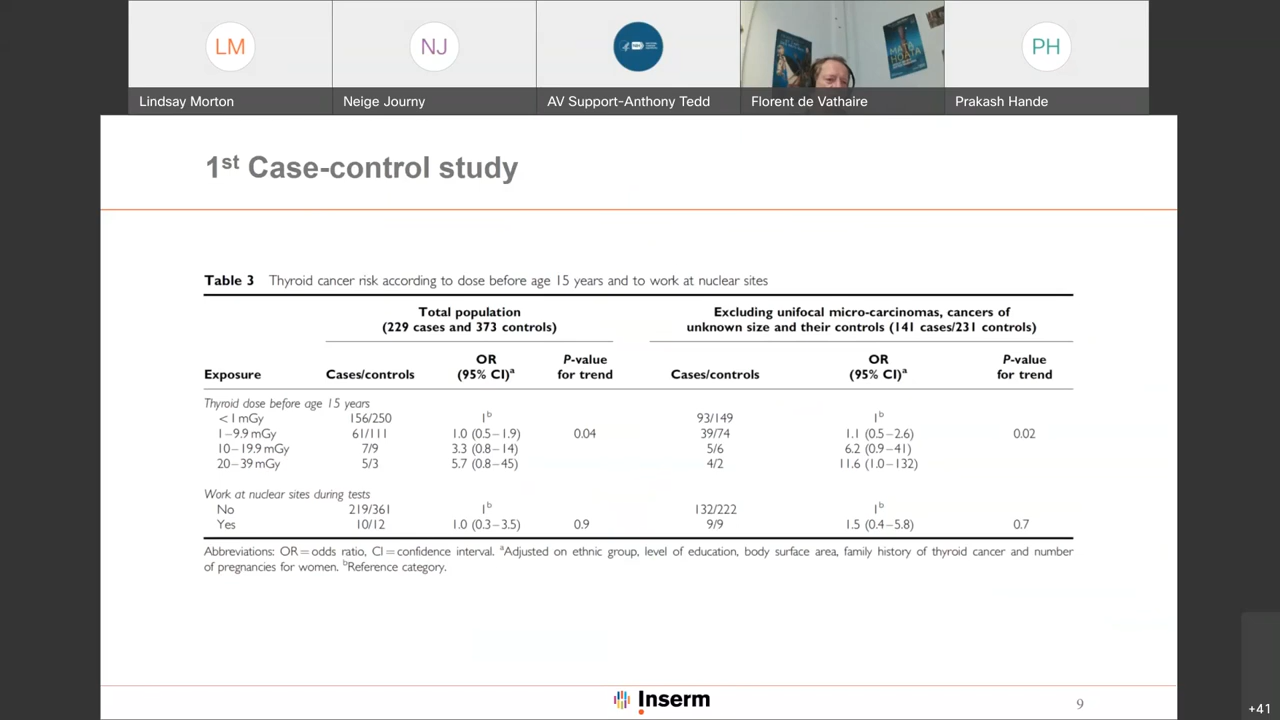 LM
NJ
PH
Lindsay Morton
Neige Journy
AV Support-Anthony Tedd
Florent de Vathaire
Prakash Hande
1st Case-control study
Table 3 Thyroid cancer risk according to dose before age 15 years and to work at nuclear sites
Total population
(229 cases and 373 controls)
Excluding unifocal micro-carcinomas, cancers of
unknown size and their controls (141 cases/231 controls)
Exposure Cases/controls OR (95% CI)a P-value for trend Cases/controls OR (95% CI)a P-value for trend
Thyroid dose before age 15 years
<1 mGy 156/250 1b 93/149 1b
1–9.9 mGy 61/111 1.0 (0.5–1.9) 0.04 39/74 1.1 (0.5–2.6) 0.02
10–19.9 mGy 7/9 3.3 (0.8–14) 5/6 6.2 (0.9–41)
20–39 mGy 5/3 5.7 (0.8–45) 4/2 11.6 (1.0–132)
Work at nuclear sites during tests
No 219/361 1b 132/222 1b
Yes 10/12 1.0 (0.3–3.5) 0.9 9/9 1.5 (0.4–5.8) 0.7
Abbreviations: OR=odds ratio, CI=confidence interval. aAdjusted on ethnic group, level of education, body surface area, family history of thyroid cancer and number
of pregnancies for women. bReference category.
Inserm
9
+41